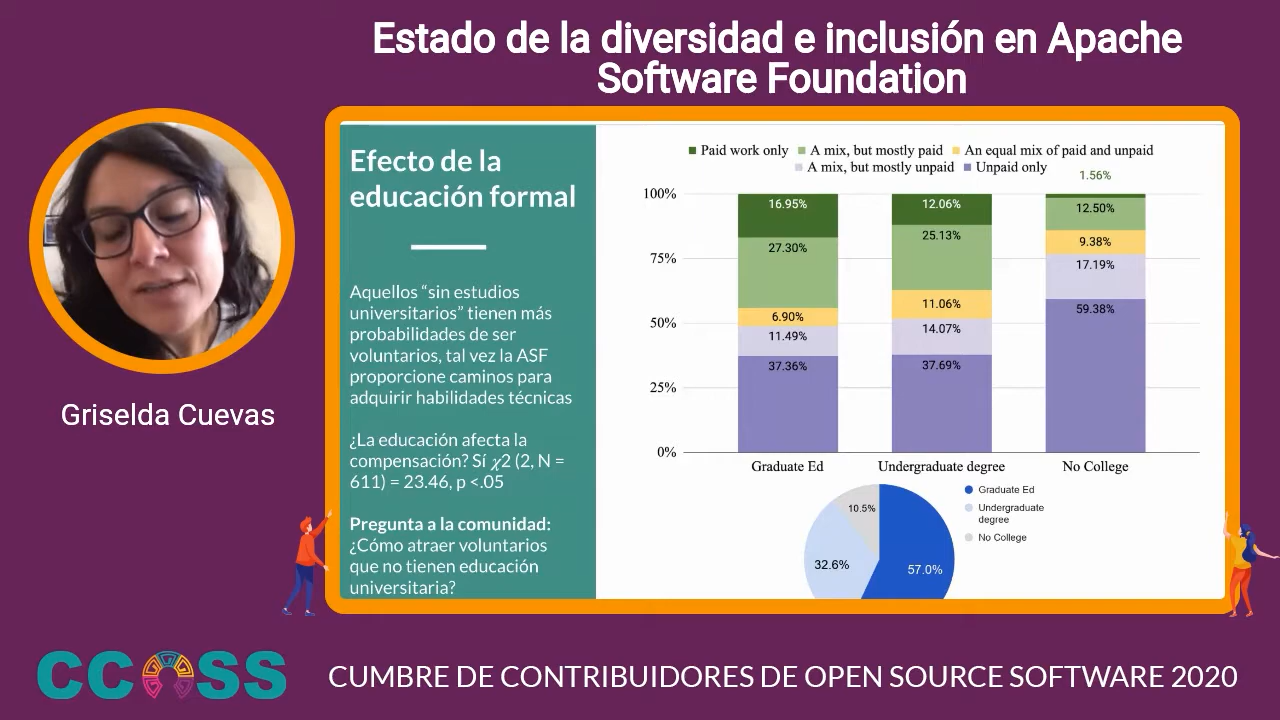 Estado de la diversidad e inclusión en Apache
Software Foundation
Griselda Cuevas
Efecto de la
educación formal
Aquellos “sin estudios
universitarios” tienen más
probabilidades de ser
voluntarios, tal vez la ASF
proporcione caminos para
adquirir habilidades técnicas
¿La educación afecta la
compensación? Sí χ2 (2, N =
611) = 23.46, p <.05
Pregunta a la comunidad:
¿Cómo atraer voluntarios
que no tienen educación
universitaria?
Paid work only A mix, but mostly paid An equal mix of paid and unpaid
A mix, but mostly unpaid Unpaid only
1.56%
100%
16.95% 12.06% 12.50%
27.30% 25.13%
75%
9.38%
17.19%
11.06%
6.90%
50%
59.38%
11.49% 14.07%
37.36% 37.69%
25%
0%
Graduate Ed Undergraduate degree No College
Graduate Ed
Undergraduate
degree
No College
10.5%
32.6% 57.0%
CCOSS
CUMBRE DE CONTRIBUIDORES DE OPEN SOURCE SOFTWARE 2020